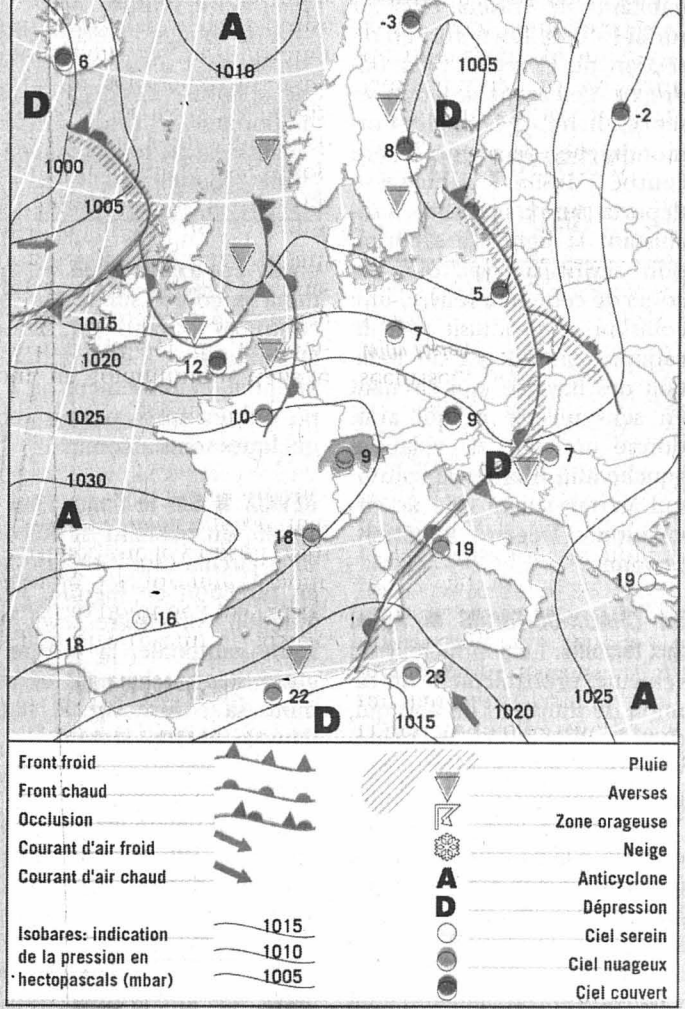 -3
A
6
1010
1005
D
D
-2
8
1000
1005
5
1015
7
1020
12
1025
10
9
9
D
7
1030
A
18
19
19
16
18
23
22
D
1015
1020
1025
A
Front froid
Front chaud
Occlusion
Courant d'air froid
Courant d'air chaud
Isobares: indication
de la pression en
hectopascals (mbar)
1015
1010
1005
Pluie
Averses
Zone orageuse
Neige
A Anticyclone
D Dépression
Ciel serein
Ciel nuageux
Ciel couvert